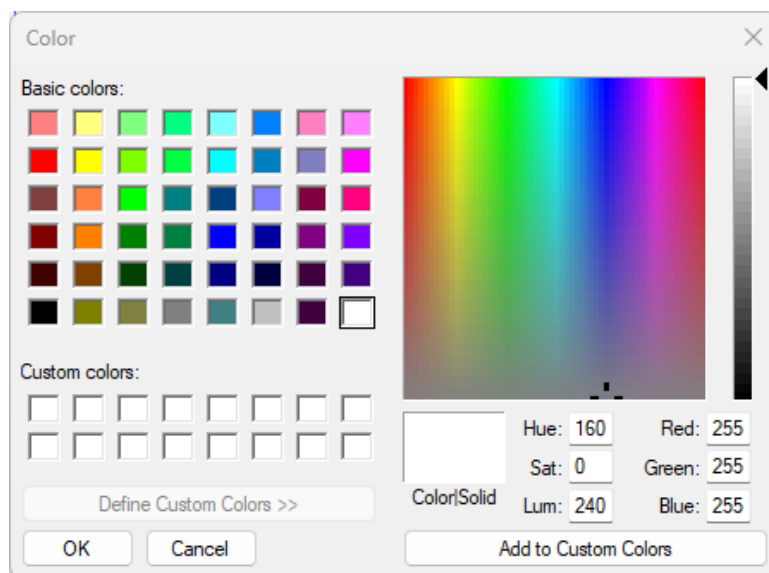 Color
Basic colors:
Custom colors:
Define Custom Colors >>
OK
Cancel
Color|Solid
Hue: 160
Sat: 0
Lum: 240
Red: 255
Green: 255
Blue: 255
Add to Custom Colors